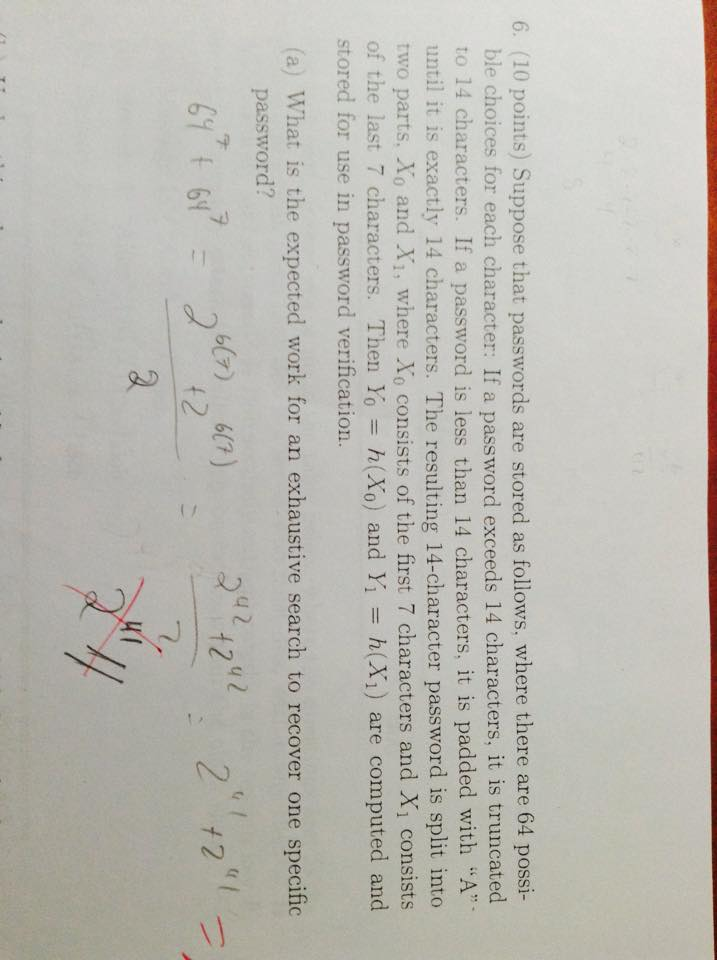 6. (10 points) Suppose that passwords are stored as follows, where there are 64 possi-
ble choices for each character: If a password exceeds 14 characters, it is truncated
to 14 characters. If a password is less than 14 characters, it is padded with “A”
until it is exactly 14 characters. The resulting 14-character password is split into
two parts, X₀ and X₁, where X₀ consists of the first 7 characters and X₁ consists
of the last 7 characters. Then Y₀ = h(X₀) and Y₁ = h(X₁) are computed and
stored for use in password verification.
(a) What is the expected work for an exhaustive search to recover one specific
password?
64⁷ + 64⁷ = (2⁶⁽⁷⁾ + 2⁶⁽⁷⁾)/2 = (2⁴² + 2⁴²)/2 = 2⁴¹ + 2⁴¹ =
2⁴¹